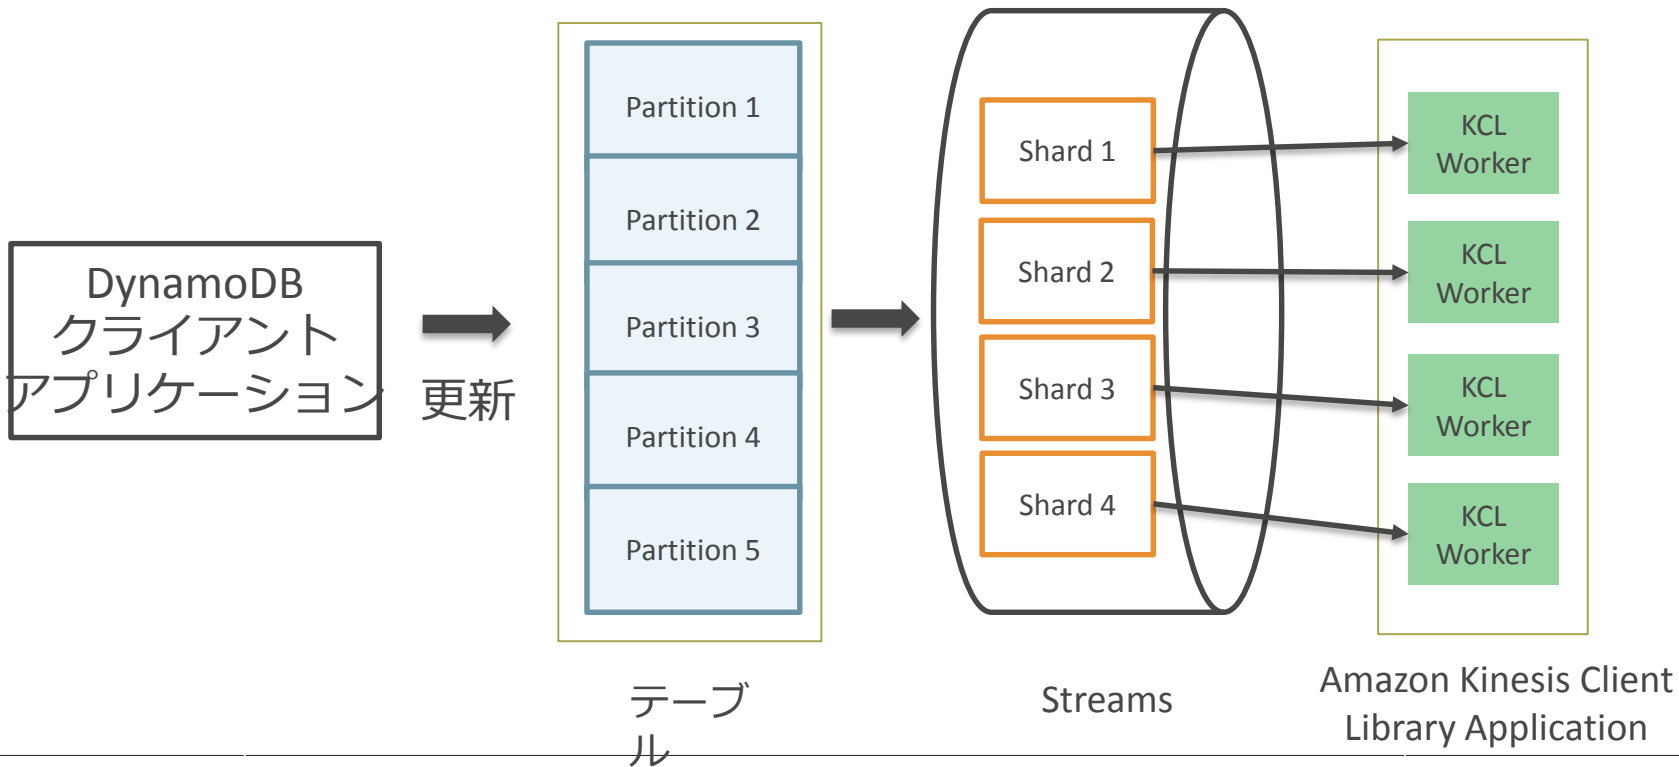 DynamoDB
クライアント
アプリケーション
更新
Partition 1
Partition 2
Partition 3
Partition 4
Partition 5
テーブ
ル
Shard 1
Shard 2
Shard 3
Shard 4
Streams
KCL
Worker
KCL
Worker
KCL
Worker
KCL
Worker
Amazon Kinesis Client
Library Application